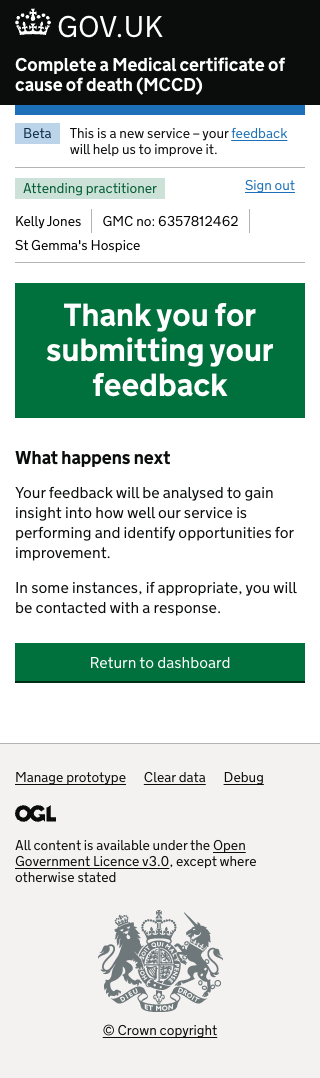 GOV.UK
Complete a Medical certificate of
cause of death (MCCD)
Beta
This is a new service – your feedback
will help us to improve it.
Attending practitioner
Sign out
Kelly Jones
GMC no: 6357812462
St Gemma's Hospice
Thank you for
submitting your
feedback
What happens next
Your feedback will be analysed to gain
insight into how well our service is
performing and identify opportunities for
improvement.
In some instances, if appropriate, you will
be contacted with a response.
Return to dashboard
Manage prototype
Clear data
Debug
OGL
All content is available under the Open
Government Licence v3.0, except where
otherwise stated
DIEU ET MON DROIT
© Crown copyright